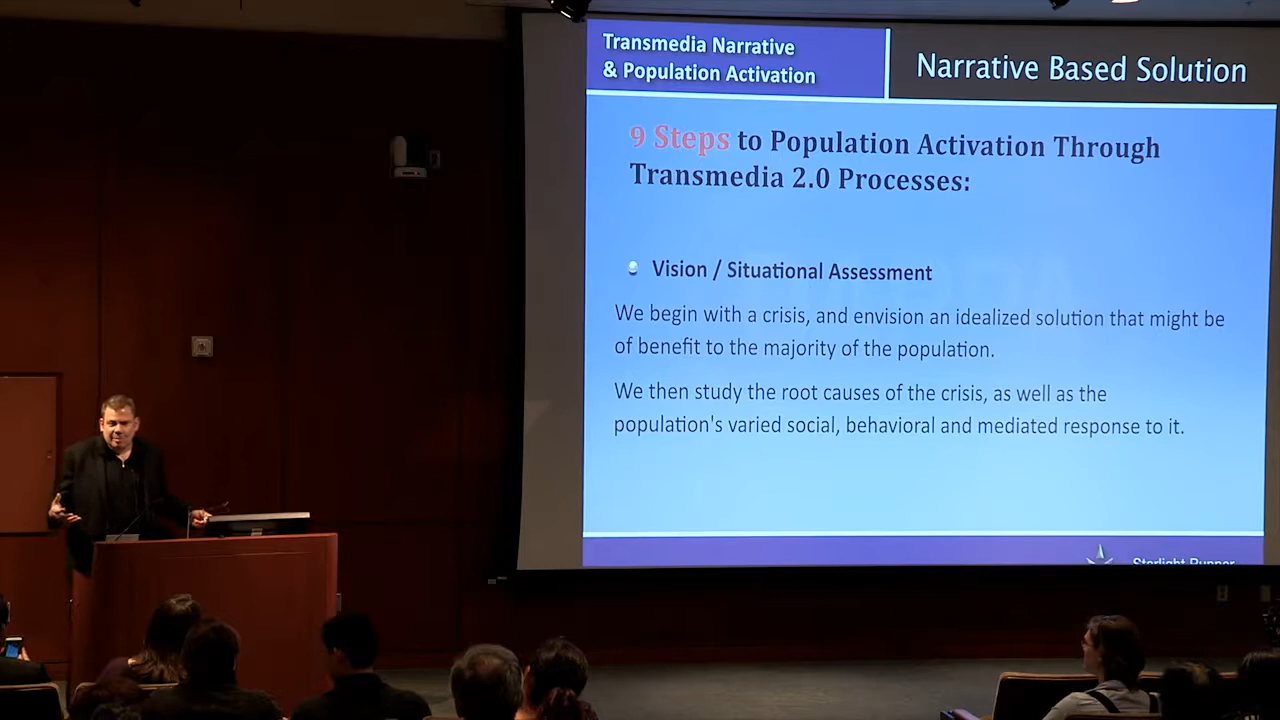 Transmedia Narrative
& Population Activation
Narrative Based Solution
9 Steps to Population Activation Through
Transmedia 2.0 Processes:
Vision / Situational Assessment
We begin with a crisis, and envision an idealized solution that might be
of benefit to the majority of the population.
We then study the root causes of the crisis, as well as the
population's varied social, behavioral and mediated response to it.
Starlight Runner